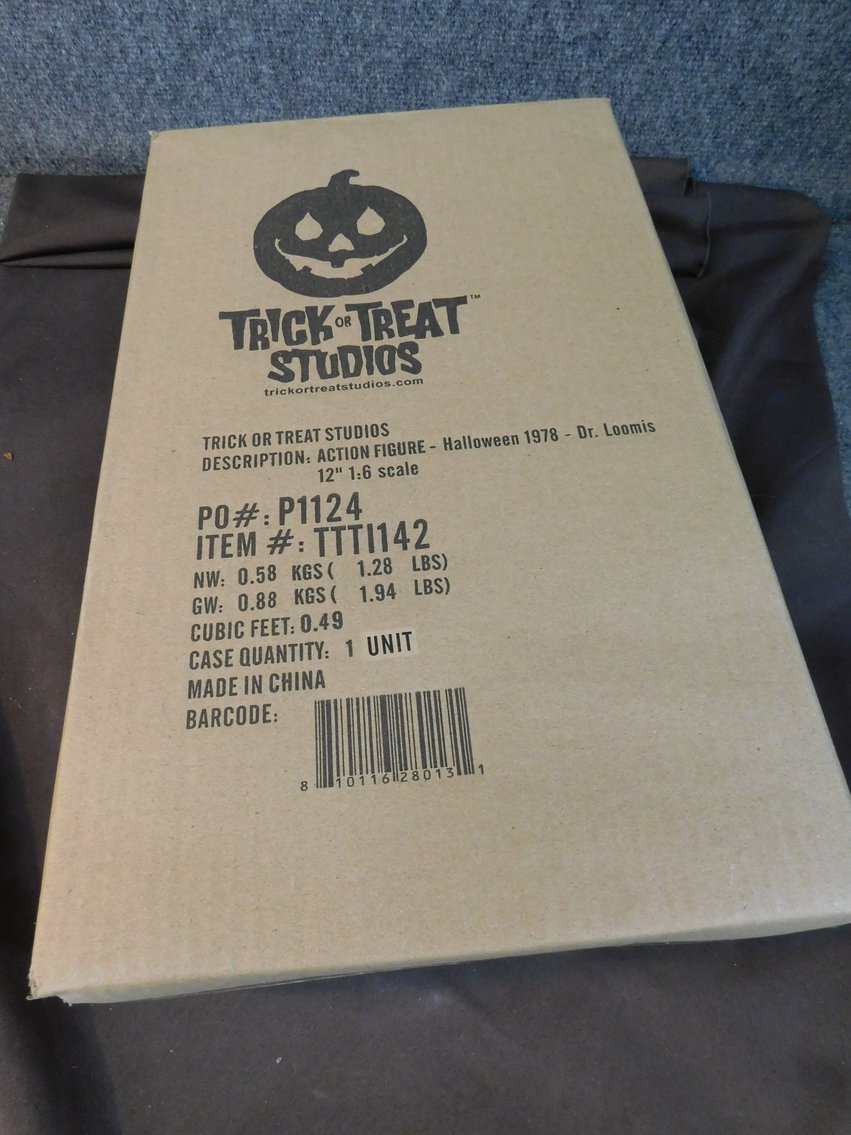 TRICK OR TREAT™
STUDIOS
trickortreatstudios.com
TRICK OR TREAT STUDIOS
DESCRIPTION: ACTION FIGURE - Halloween 1978 - Dr. Loomis
12" 1:6 scale
PO#: P1124
ITEM #: TTTI142
NW: 0.58 KGS( 1.28 LBS)
GW: 0.88 KGS( 1.94 LBS)
CUBIC FEET: 0.49
CASE QUANTITY: 1 UNIT
MADE IN CHINA
BARCODE:
8 10116 28013 1